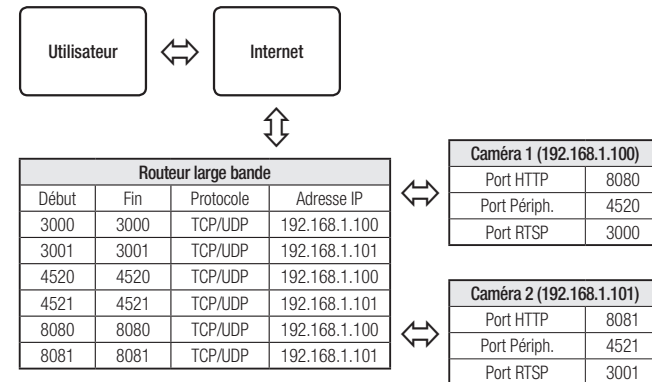 Utilisateur
Internet
Routeur large bande
Début Fin Protocole Adresse IP
3000 3000 TCP/UDP 192.168.1.100
3001 3001 TCP/UDP 192.168.1.101
4520 4520 TCP/UDP 192.168.1.100
4521 4521 TCP/UDP 192.168.1.101
8080 8080 TCP/UDP 192.168.1.100
8081 8081 TCP/UDP 192.168.1.101
Caméra 1 (192.168.1.100)
Port HTTP 8080
Port Périph. 4520
Port RTSP 3000
Caméra 2 (192.168.1.101)
Port HTTP 8081
Port Périph. 4521
Port RTSP 3001